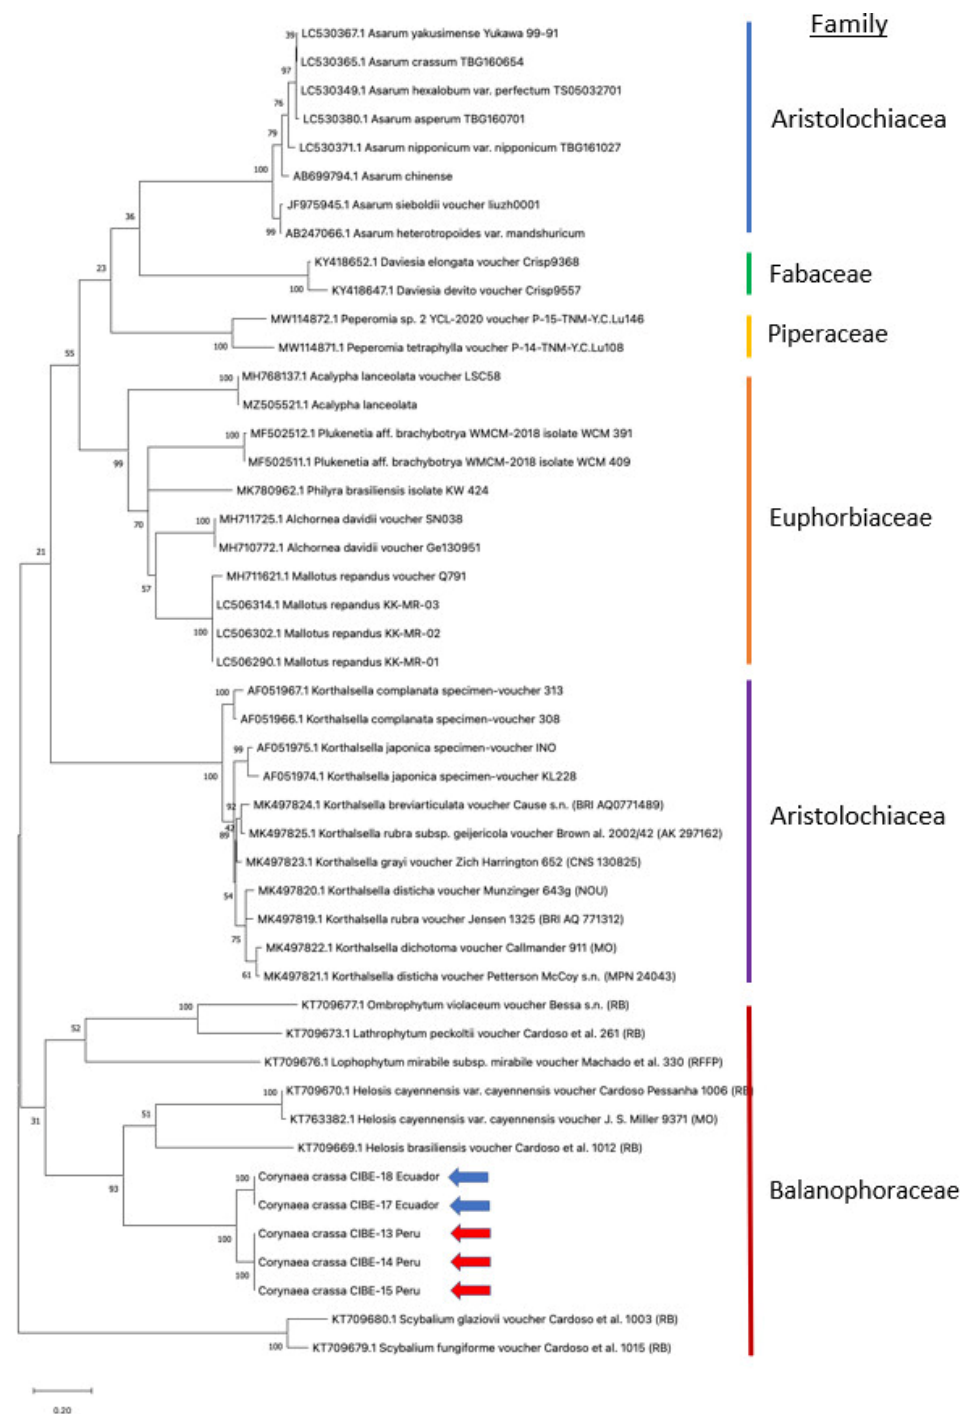 Family
39
LC530367.1 Asarum yakusimense Yukawa 99-91
LC530365.1 Asarum crassum TBG160654
97
LC530349.1 Asarum hexalobum var. perfectum TS05032701
76
LC530380.1 Asarum asperum TBG160701
Aristolochiacea
79
LC530371.1 Asarum nipponicum var. nipponicum TBG161027
100
AB699794.1 Asarum chinense
JF975945.1 Asarum sieboldii voucher liuzh0001
36
99
AB247066.1 Asarum heterotropoides var. mandshuricum
KY418652.1 Daviesia elongata voucher Crisp9368
23
Fabaceae
100
KY418647.1 Daviesia devito voucher Crisp9557
MW114872.1 Peperomia sp. 2 YCL-2020 voucher P-15-TNM-Y.C.Lu146
Piperaceae
100
MW114871.1 Peperomia tetraphylla voucher P-14-TNM-Y.C.Lu108
55
100
MH768137.1 Acalypha lanceolata voucher LSC58
MZ505521.1 Acalypha lanceolata
100
MF502512.1 Plukenetia aff. brachybotrya WMCM-2018 isolate WCM 391
99
MF502511.1 Plukenetia aff. brachybotrya WMCM-2018 isolate WCM 409
MK780962.1 Philyra brasiliensis isolate KW 424
70
100
MH711725.1 Alchornea davidii voucher SN038
Euphorbiaceae
MH710772.1 Alchornea davidii voucher Ge130951
21
57
MH711621.1 Mallotus repandus voucher Q791
LC506314.1 Mallotus repandus KK-MR-03
100
LC506302.1 Mallotus repandus KK-MR-02
LC506290.1 Mallotus repandus KK-MR-01
100
AF051967.1 Korthalsella complanata specimen-voucher 313
AF051966.1 Korthalsella complanata specimen-voucher 308
99
AF051975.1 Korthalsella japonica specimen-voucher INO
100
AF051974.1 Korthalsella japonica specimen-voucher KL228
92
MK497824.1 Korthalsella breviarticulata voucher Cause s.n. (BRI AQ0771489)
Aristolochiacea
42
89
MK497825.1 Korthalsella rubra subsp. geijericola voucher Brown al. 2002/42 (AK 297162)
MK497823.1 Korthalsella grayi voucher Zich Harrington 652 (CNS 130825)
54
MK497820.1 Korthalsella disticha voucher Munzinger 643g (NOU)
MK497819.1 Korthalsella rubra voucher Jensen 1325 (BRI AQ 771312)
75
MK497822.1 Korthalsella dichotoma voucher Callmander 911 (MO)
61
MK497821.1 Korthalsella disticha voucher Petterson McCoy s.n. (MPN 24043)
100
KT709677.1 Ombrophytum violaceum voucher Bessa s.n. (RB)
52
KT709673.1 Lathrophytum peckoltii voucher Cardoso et al. 261 (RB)
KT709676.1 Lophophytum mirabile subsp. mirabile voucher Machado et al. 330 (RFFP)
100
KT709670.1 Helosis cayennensis var. cayennensis voucher Cardoso Pessanha 1006 (RB)
31
51
KT763382.1 Helosis cayennensis var. cayennensis voucher J. S. Miller 9371 (MO)
KT709669.1 Helosis brasiliensis voucher Cardoso et al. 1012 (RB)
93
100
Corynaea crassa CIBE-18 Ecuador
Balanophoraceae
Corynaea crassa CIBE-17 Ecuador
100
Corynaea crassa CIBE-13 Peru
Corynaea crassa CIBE-14 Peru
100
Corynaea crassa CIBE-15 Peru
KT709680.1 Scybalium glaziovii voucher Cardoso et al. 1003 (RB)
100
KT709679.1 Scybalium fungiforme voucher Cardoso et al. 1015 (RB)
0.20